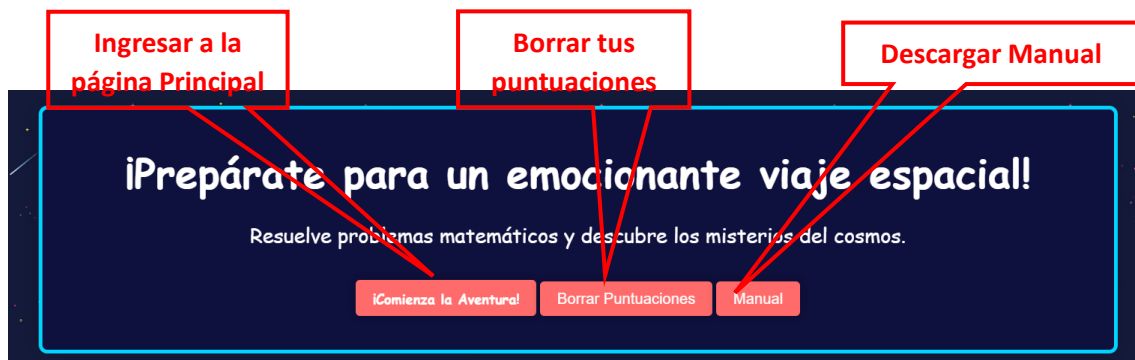 Ingresar a la
página Principal
Borrar tus
puntuaciones
Descargar Manual
¡Prepárate para un emocionante viaje espacial!
Resuelve problemas matemáticos y descubre los misterios del cosmos.
¡Comienza la Aventura!
Borrar Puntuaciones
Manual